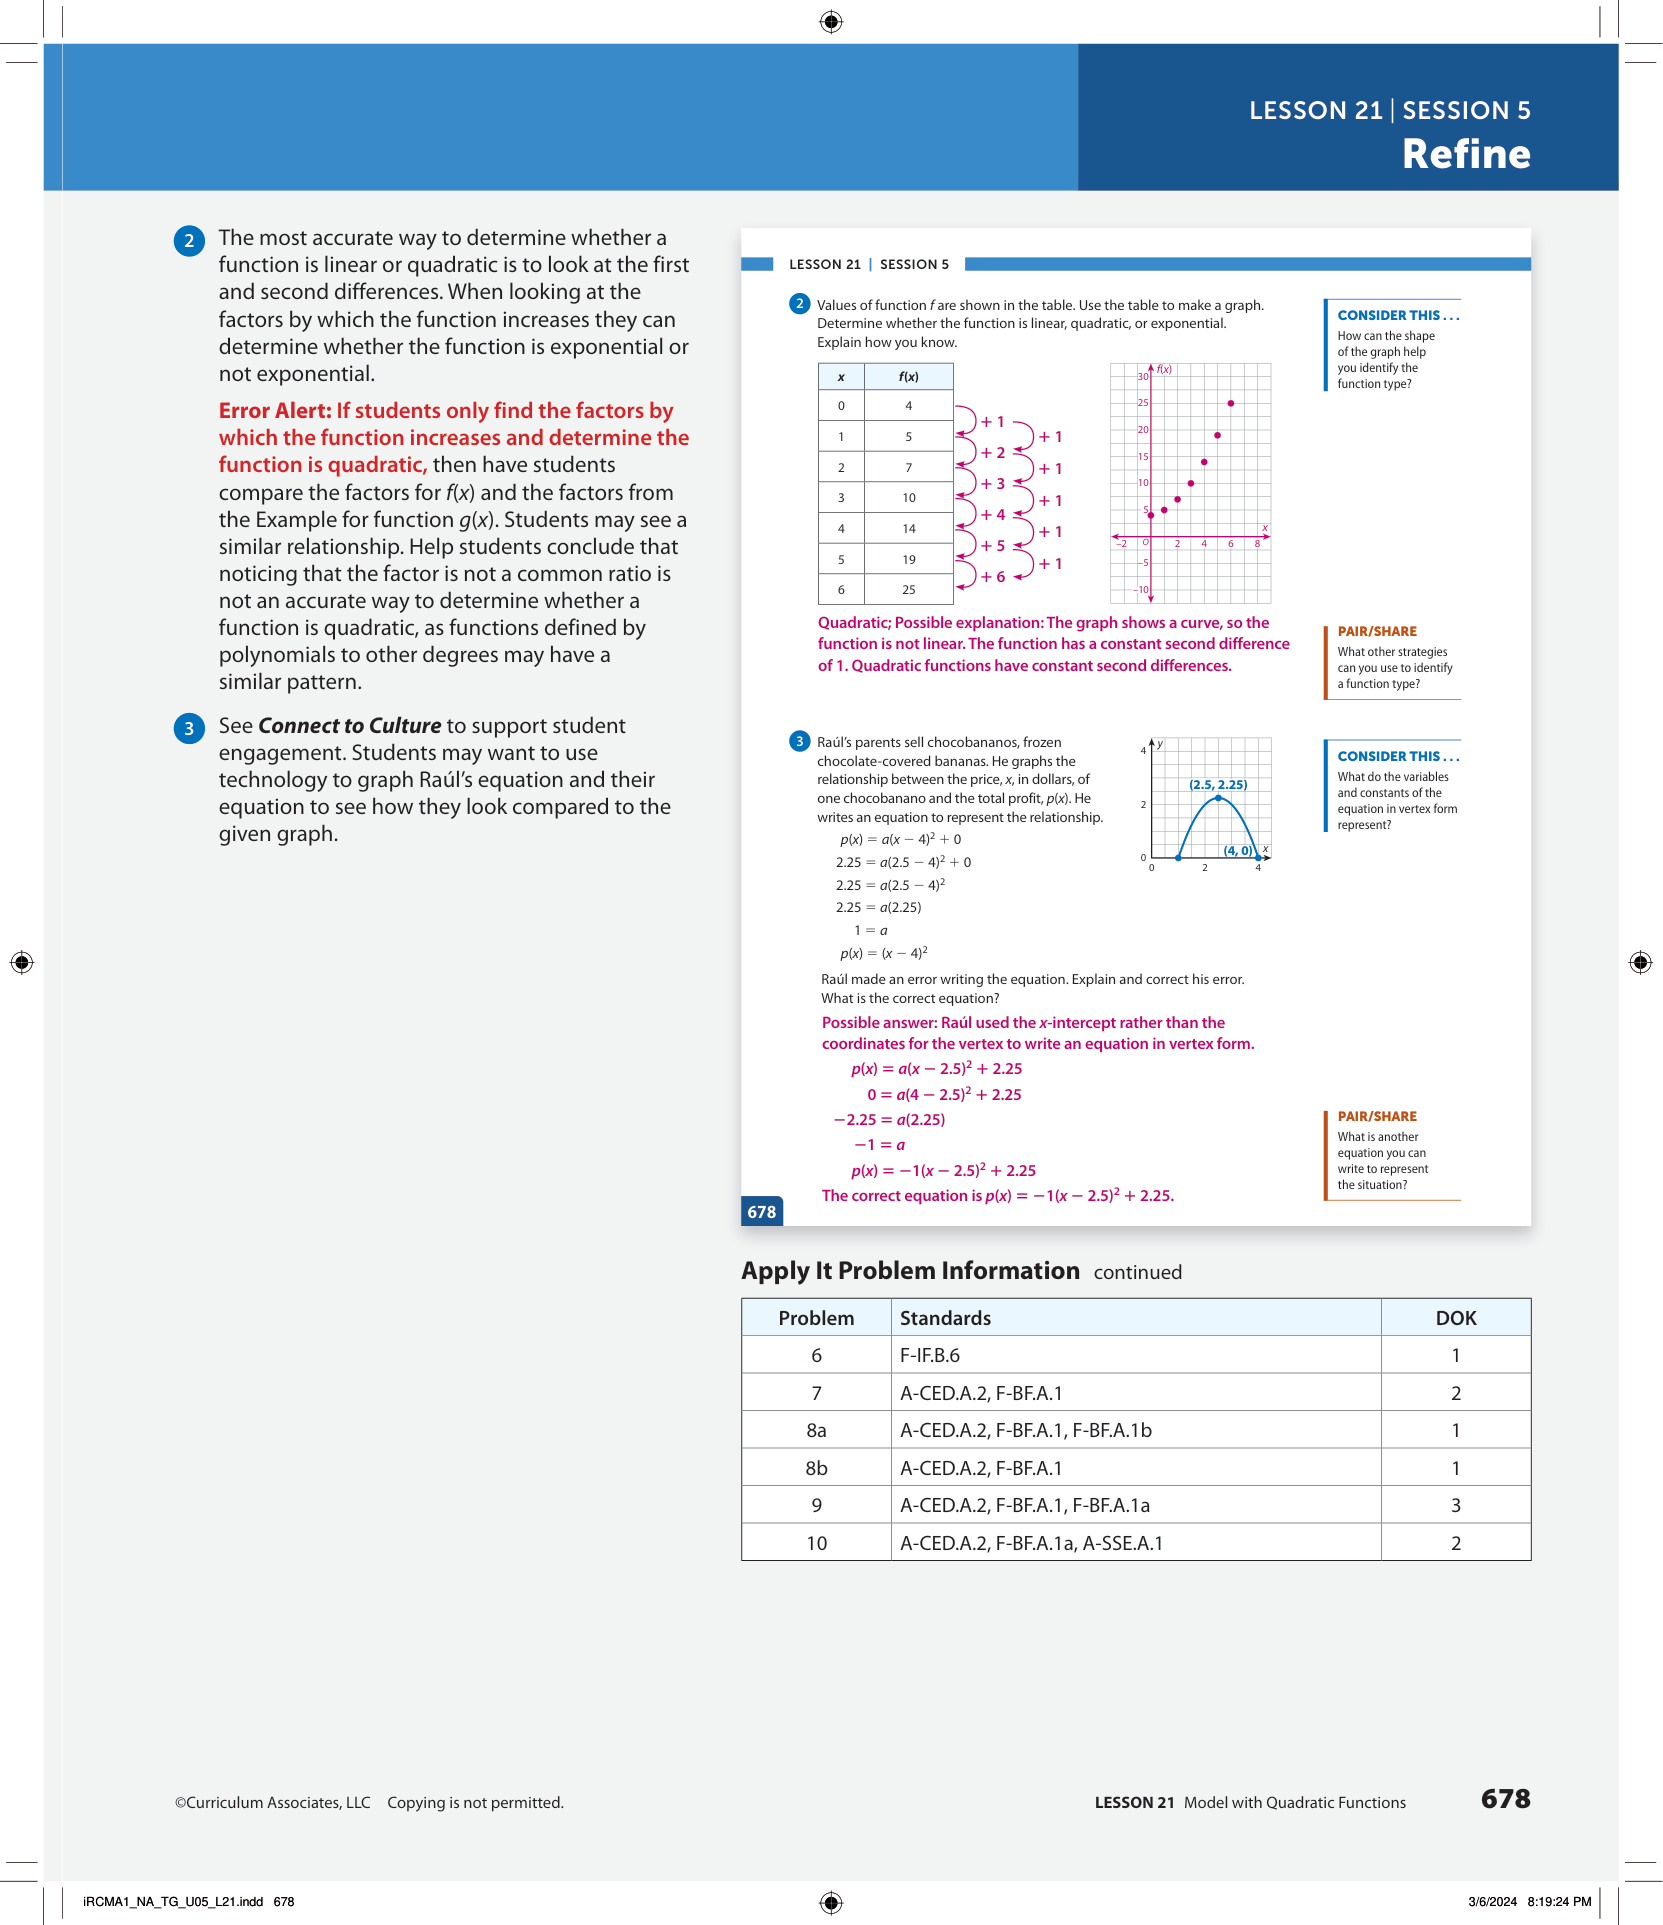 LESSON 21 | SESSION 5
Refine
2 The most accurate way to determine whether a
function is linear or quadratic is to look at the first
and second differences. When looking at the
factors by which the function increases they can
determine whether the function is exponential or
not exponential.
Error Alert: If students only find the factors by
which the function increases and determine the
function is quadratic, then have students
compare the factors for f(x) and the factors from
the Example for function g(x). Students may see a
similar relationship. Help students conclude that
noticing that the factor is not a common ratio is
not an accurate way to determine whether a
function is quadratic, as functions defined by
polynomials to other degrees may have a
similar pattern.
3 See Connect to Culture to support student
engagement. Students may want to use
technology to graph Raúl's equation and their
equation to see how they look compared to the
given graph.
LESSON 21 | SESSION 5
2 Values of function f are shown in the table. Use the table to make a graph.
Determine whether the function is linear, quadratic, or exponential.
Explain how you know.
x f(x)
0 4
1 5
2 7
3 10
4 14
5 19
6 25
+ 1
+ 2
+ 3
+ 4
+ 5
+ 6
+ 1
+ 1
+ 1
+ 1
+ 1
f(x)
30
25
20
15
10
5
x
–2 O 2 4 6 8
–5
–10
Quadratic; Possible explanation: The graph shows a curve, so the
function is not linear. The function has a constant second difference
of 1. Quadratic functions have constant second differences.
CONSIDER THIS . . .
How can the shape
of the graph help
you identify the
function type?
PAIR/SHARE
What other strategies
can you use to identify
a function type?
3 Raúl's parents sell chocobananos, frozen
chocolate-covered bananas. He graphs the
relationship between the price, x, in dollars, of
one chocobanano and the total profit, p(x). He
writes an equation to represent the relationship.
p(x) = a(x − 4)² + 0
2.25 = a(2.5 − 4)² + 0
2.25 = a(2.5 − 4)²
2.25 = a(2.25)
1 = a
p(x) = (x − 4)²
4 y
(2.5, 2.25)
2
(4, 0) x
0
0 2 4
Raúl made an error writing the equation. Explain and correct his error.
What is the correct equation?
Possible answer: Raúl used the x-intercept rather than the
coordinates for the vertex to write an equation in vertex form.
p(x) = a(x − 2.5)² + 2.25
0 = a(4 − 2.5)² + 2.25
−2.25 = a(2.25)
−1 = a
p(x) = −1(x − 2.5)² + 2.25
The correct equation is p(x) = −1(x − 2.5)² + 2.25.
CONSIDER THIS . . .
What do the variables
and constants of the
equation in vertex form
represent?
PAIR/SHARE
What is another
equation you can
write to represent
the situation?
678
Apply It Problem Information continued
Problem Standards DOK
6 F-IF.B.6 1
7 A-CED.A.2, F-BF.A.1 2
8a A-CED.A.2, F-BF.A.1, F-BF.A.1b 1
8b A-CED.A.2, F-BF.A.1 1
9 A-CED.A.2, F-BF.A.1, F-BF.A.1a 3
10 A-CED.A.2, F-BF.A.1a, A-SSE.A.1 2
©Curriculum Associates, LLC Copying is not permitted.
LESSON 21 Model with Quadratic Functions 678
iRCMA1_NA_TG_U05_L21.indd 678
3/6/2024 8:19:24 PM